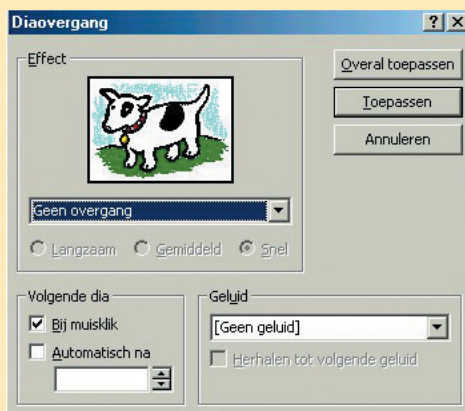 Diaovergang
Effect
Geen overgang
Langzaam Gemiddeld Snel
Overal toepassen
Toepassen
Annuleren
Volgende dia
Bij muisklik
Automatisch na
Geluid
[Geen geluid]
Herhalen tot volgende geluid